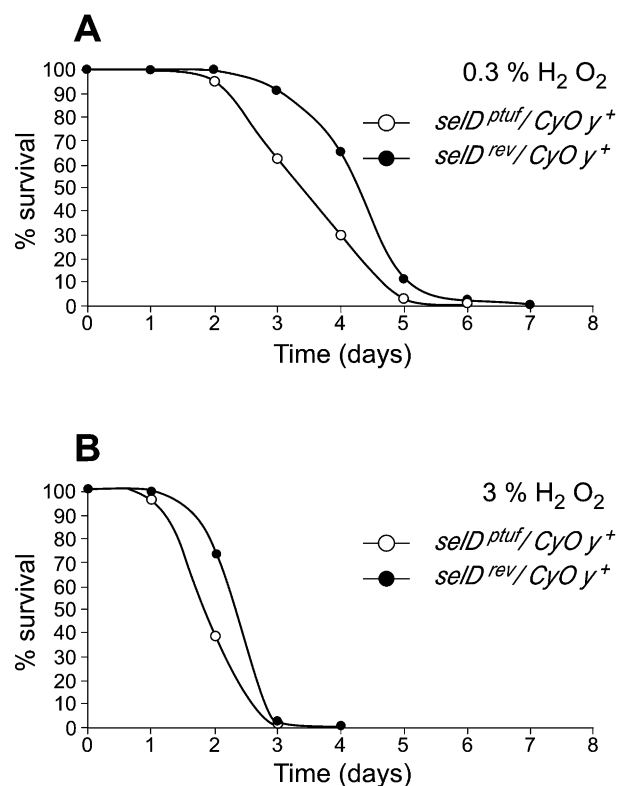 A
0.3 % H₂ O₂
selD ptuf/ CyO y +
selD rev/ CyO y +
100
90
80
70
60
50
40
30
20
10
0
% survival
0 1 2 3 4 5 6 7 8
Time (days)
B
3 % H₂ O₂
selD ptuf/ CyO y +
selD rev/ CyO y +
100
90
80
70
60
50
40
30
20
10
0
% survival
0 1 2 3 4 5 6 7 8
Time (days)